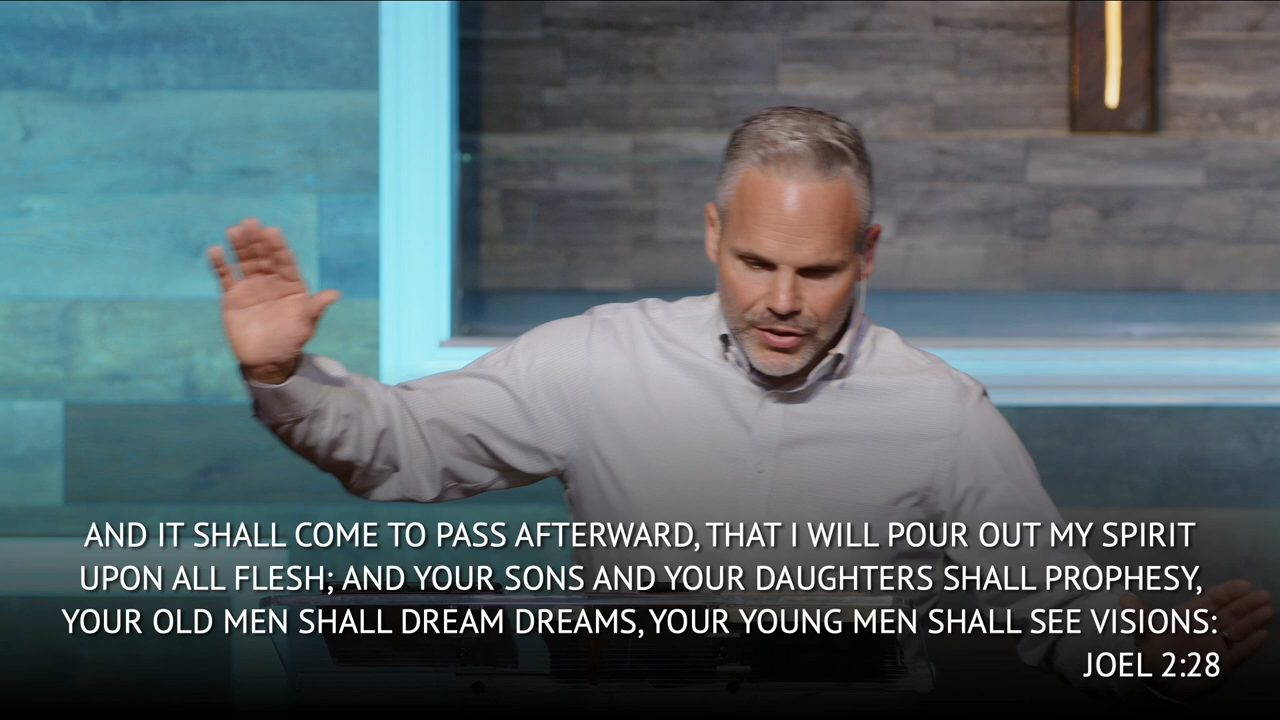 AND IT SHALL COME TO PASS AFTERWARD, THAT I WILL POUR OUT MY SPIRIT
UPON ALL FLESH; AND YOUR SONS AND YOUR DAUGHTERS SHALL PROPHESY,
YOUR OLD MEN SHALL DREAM DREAMS, YOUR YOUNG MEN SHALL SEE VISIONS:
JOEL 2:28